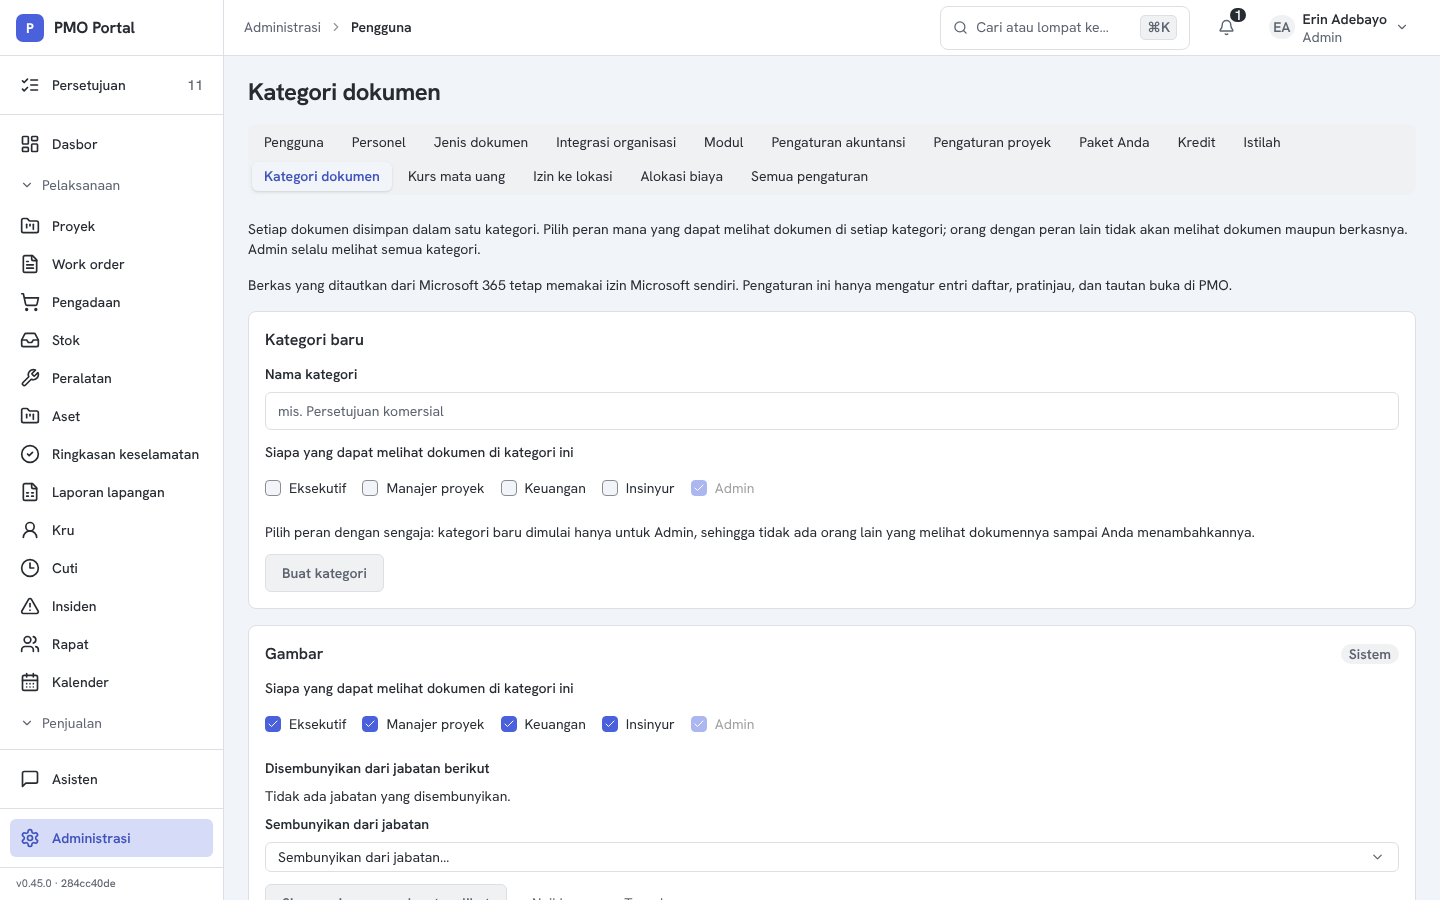 P PMO Portal
Administrasi > Pengguna
Cari atau lompat ke...
⌘K
1
EA
Erin Adebayo
Admin
Persetujuan 11
Dasbor
Pelaksanaan
Proyek
Work order
Pengadaan
Stok
Peralatan
Aset
Ringkasan keselamatan
Laporan lapangan
Kru
Cuti
Insiden
Rapat
Kalender
Penjualan
Asisten
Administrasi
v0.45.0 · 284cc40de
Kategori dokumen
Pengguna Personel Jenis dokumen Integrasi organisasi Modul Pengaturan akuntansi Pengaturan proyek Paket Anda Kredit Istilah
Kategori dokumen Kurs mata uang Izin ke lokasi Alokasi biaya Semua pengaturan
Setiap dokumen disimpan dalam satu kategori. Pilih peran mana yang dapat melihat dokumen di setiap kategori; orang dengan peran lain tidak akan melihat dokumen maupun berkasnya.
Admin selalu melihat semua kategori.
Berkas yang ditautkan dari Microsoft 365 tetap memakai izin Microsoft sendiri. Pengaturan ini hanya mengatur entri daftar, pratinjau, dan tautan buka di PMO.
Kategori baru
Nama kategori
mis. Persetujuan komersial
Siapa yang dapat melihat dokumen di kategori ini
Eksekutif Manajer proyek Keuangan Insinyur Admin
Pilih peran dengan sengaja: kategori baru dimulai hanya untuk Admin, sehingga tidak ada orang lain yang melihat dokumennya sampai Anda menambahkannya.
Buat kategori
Gambar Sistem
Siapa yang dapat melihat dokumen di kategori ini
Eksekutif Manajer proyek Keuangan Insinyur Admin
Disembunyikan dari jabatan berikut
Tidak ada jabatan yang disembunyikan.
Sembunyikan dari jabatan
Sembunyikan dari jabatan...